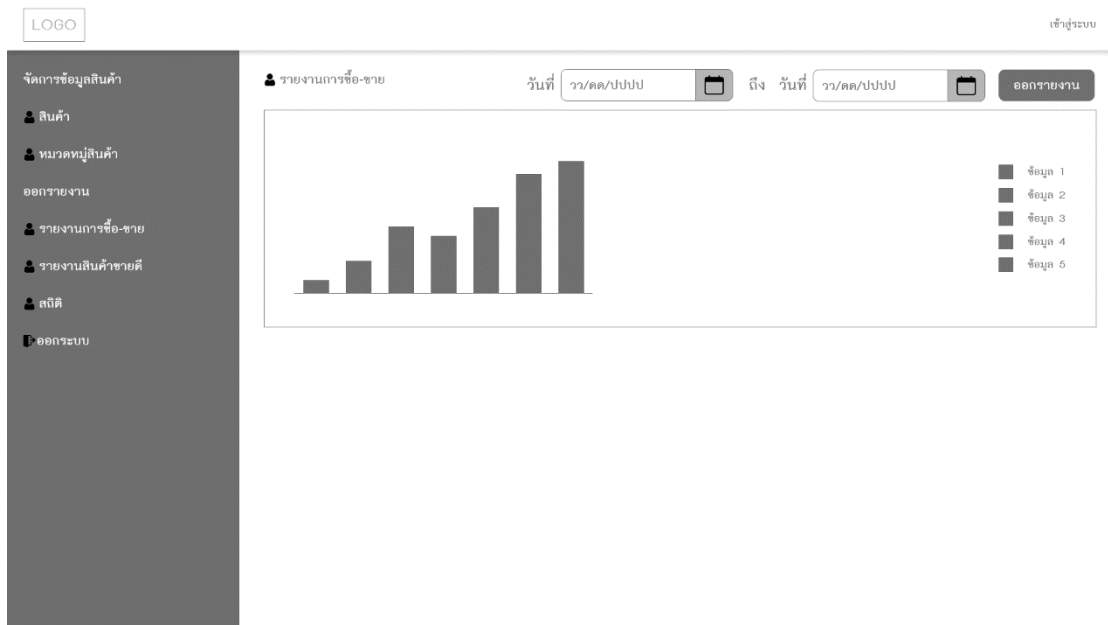 LOGO
เข้าสู่ระบบ
จัดการข้อมูลสินค้า
สินค้า
หมวดหมู่สินค้า
ออกรายงาน
รายงานการซื้อ-ขาย
รายงานสินค้าขายดี
สถิติ
ออกระบบ
รายงานการซื้อ-ขาย
วันที่ วว/ดด/ปปปป ถึง วันที่ วว/ดด/ปปปป ออกรายงาน
ข้อมูล 1
ข้อมูล 2
ข้อมูล 3
ข้อมูล 4
ข้อมูล 5